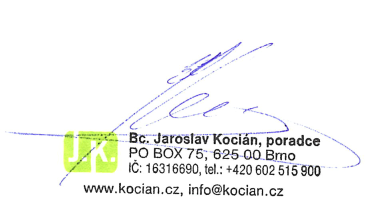 J.K.
Bc. Jaroslav Kocián, poradce
PO BOX 75, 625 00 Brno
IČ: 16316690, tel.: +420 602 515 900
www.kocian.cz, info@kocian.cz